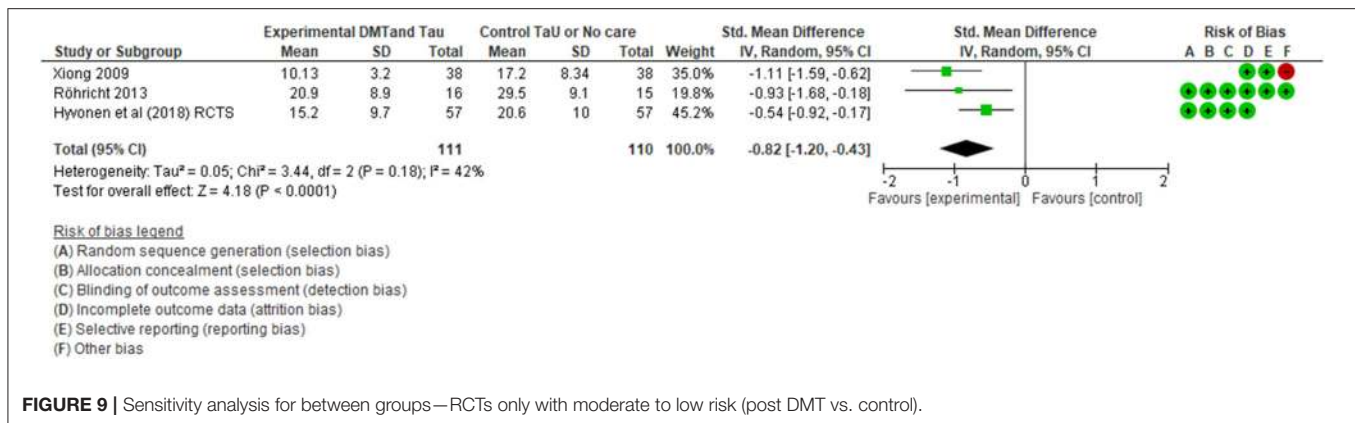 Experimental DMTand Tau Control TaU or No care Std. Mean Difference Std. Mean Difference Risk of Bias
Study or Subgroup Mean SD Total Mean SD Total Weight IV, Random, 95% CI IV, Random, 95% CI A B C D E F
Xiong 2009 10.13 3.2 38 17.2 8.34 38 35.0% -1.11 [-1.59, -0.62]
Röhricht 2013 20.9 8.9 16 29.5 9.1 15 19.8% -0.93 [-1.68, -0.18]
Hyvonen et al (2018) RCTS 15.2 9.7 57 20.6 10 57 45.2% -0.54 [-0.92, -0.17]
Total (95% CI) 111 110 100.0% -0.82 [-1.20, -0.43]
Heterogeneity: Tau² = 0.05; Chi² = 3.44, df = 2 (P = 0.18); I² = 42%
Test for overall effect: Z = 4.18 (P < 0.0001)
-2 -1 0 1 2
Favours [experimental] Favours [control]
Risk of bias legend
(A) Random sequence generation (selection bias)
(B) Allocation concealment (selection bias)
(C) Blinding of outcome assessment (detection bias)
(D) Incomplete outcome data (attrition bias)
(E) Selective reporting (reporting bias)
(F) Other bias
FIGURE 9 | Sensitivity analysis for between groups—RCTs only with moderate to low risk (post DMT vs. control).